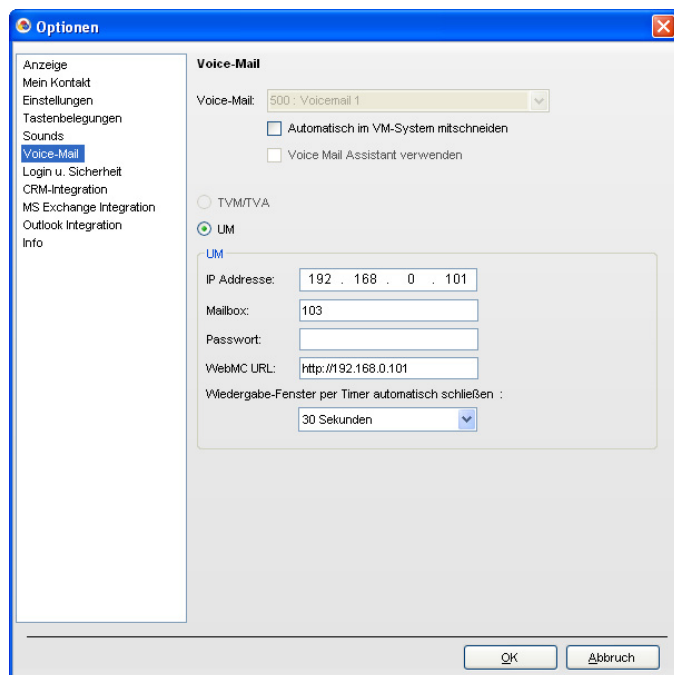 Optionen
Anzeige
Mein Kontakt
Einstellungen
Tastenbelegungen
Sounds
Voice-Mail
Login u. Sicherheit
CRM-Integration
MS Exchange Integration
Outlook Integration
Info
Voice-Mail
Voice-Mail: 500 : Voicemail 1
Automatisch im VM-System mitschneiden
Voice Mail Assistant verwenden
TVM/TVA
UM
UM
IP Addresse: 192 . 168 . 0 . 101
Mailbox: 103
Passwort:
WebMC URL: http://192.168.0.101
Wiedergabe-Fenster per Timer automatisch schließen :
30 Sekunden
OK Abbruch